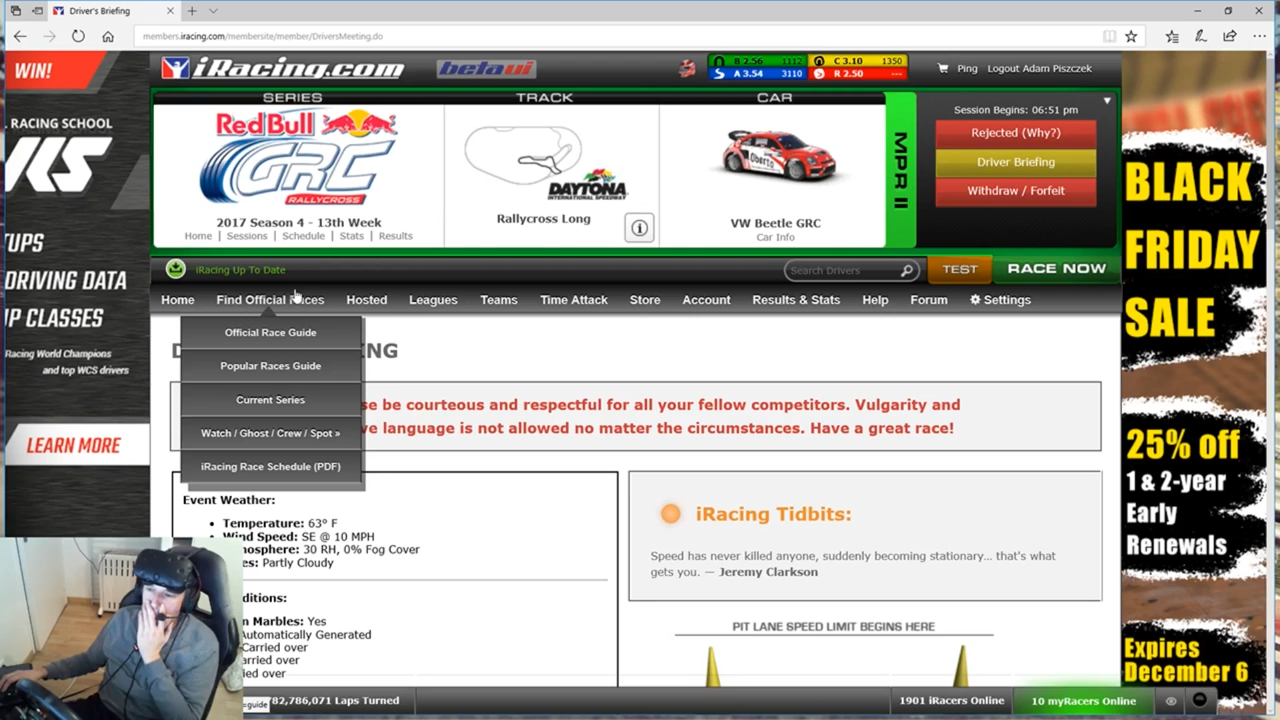 Driver's Briefing
members.iracing.com/membersite/member/DriversMeeting.do
WIN!
L RACING SCHOOL
VRS
TUPS
DRIVING DATA
UP CLASSES
Racing World Champions
and top WCS drivers
LEARN MORE
iRacing.com
betaui
B 2.56 1112
C 3.10 1350
A 3.54 3110
R 2.50 ---
Ping
Logout Adam Piszczek
SERIES
TRACK
CAR
Red Bull
GRC
RALLYCROSS
2017 Season 4 - 13th Week
Home | Sessions | Schedule | Stats | Results
DAYTONA
INTERNATIONAL SPEEDWAY
Rallycross Long
Oberto
VW Beetle GRC
Car Info
MPR II
Session Begins: 06:51 pm
Rejected (Why?)
Driver Briefing
Withdraw / Forfeit
iRacing Up To Date
Search Drivers
TEST
RACE NOW
Home
Find Official Races
Hosted
Leagues
Teams
Time Attack
Store
Account
Results & Stats
Help
Forum
Settings
Official Race Guide
Popular Races Guide
Current Series
Watch / Ghost / Crew / Spot »
iRacing Race Schedule (PDF)
D
NG
se be courteous and respectful for all your fellow competitors. Vulgarity and
ve language is not allowed no matter the circumstances. Have a great race!
Event Weather:
Temperature: 63° F
Wind Speed: SE @ 10 MPH
mosphere: 30 RH, 0% Fog Cover
es: Partly Cloudy
ditions:
n Marbles: Yes
Automatically Generated
Carried over
arried over
ied over
iRacing Tidbits:
Speed has never killed anyone, suddenly becoming stationary... that's what
gets you. — Jeremy Clarkson
PIT LANE SPEED LIMIT BEGINS HERE
=guide
82,786,071 Laps Turned
1901 iRacers Online
10 myRacers Online
BLACK
FRIDAY
SALE
25% off
1 & 2-year
Early
Renewals
Expires
December 6